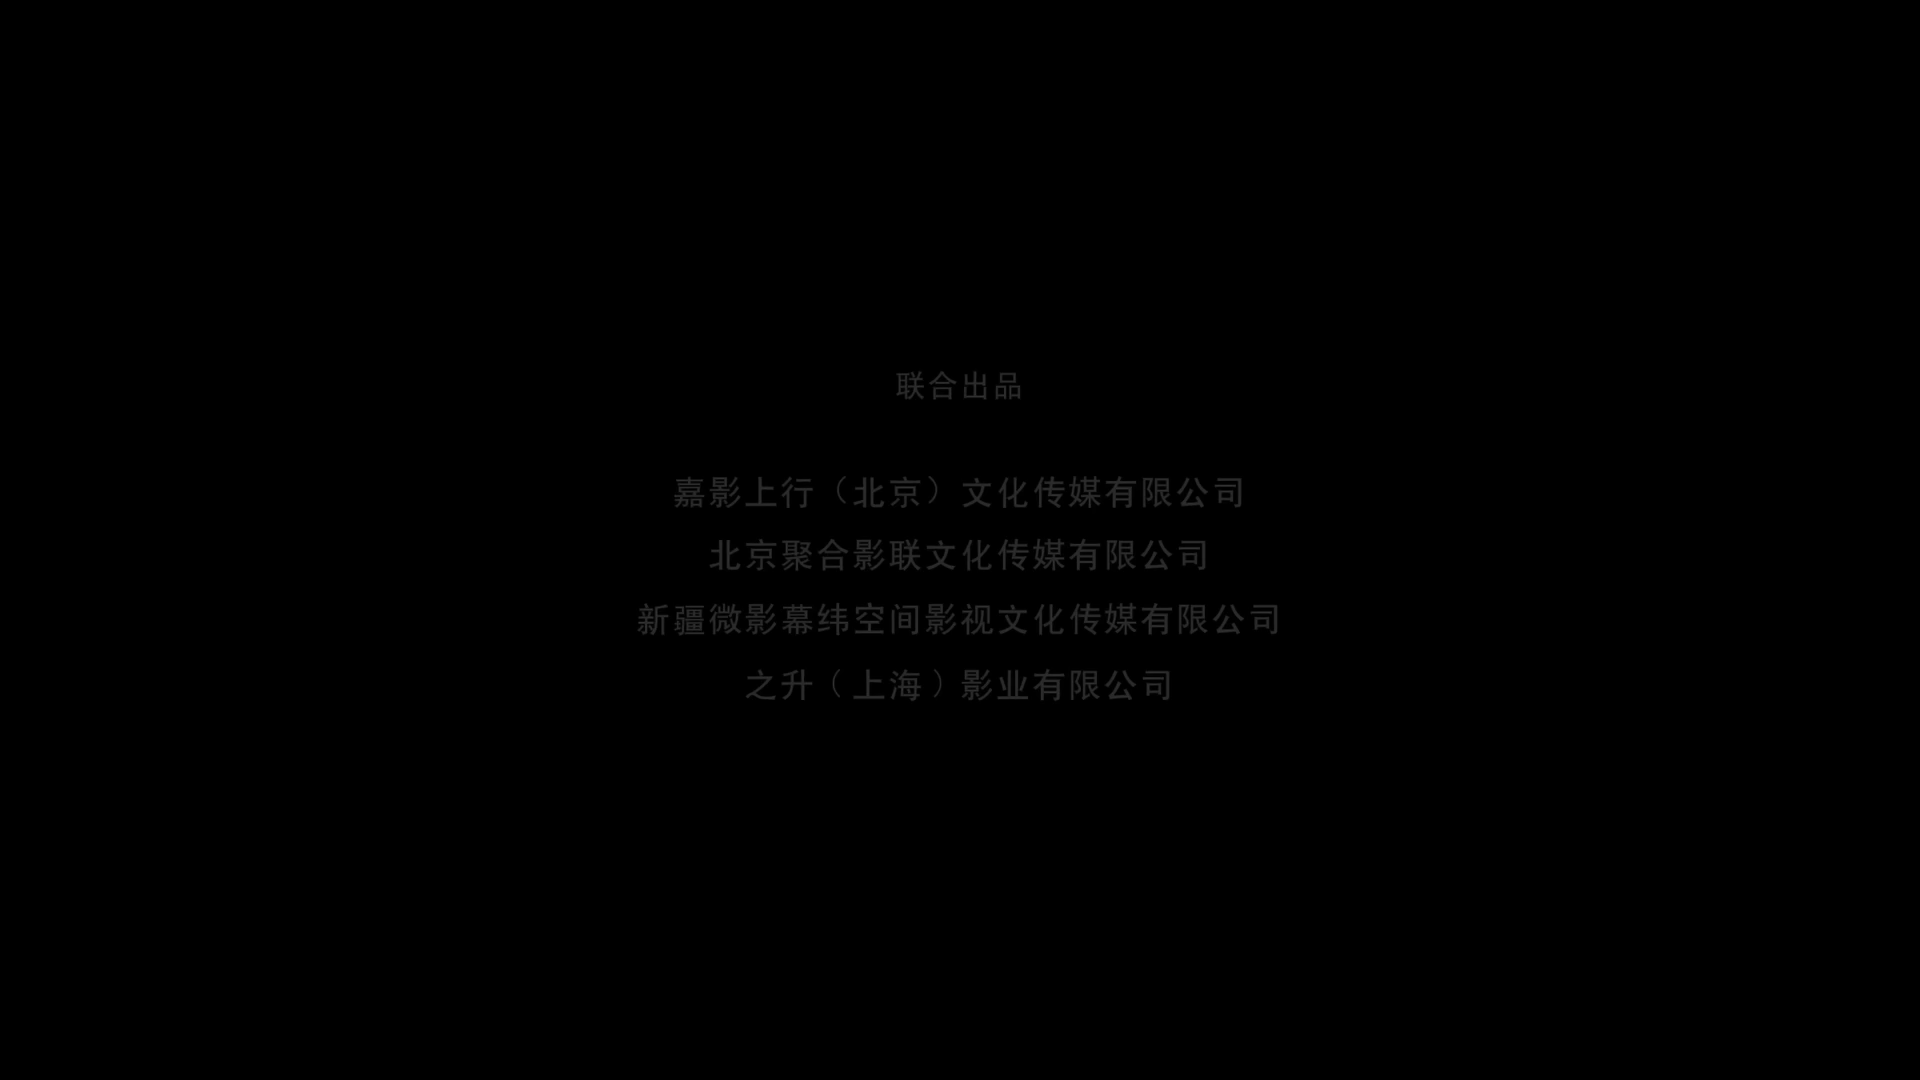 联合出品
嘉影上行（北京）文化传媒有限公司
北京聚合影联文化传媒有限公司
新疆微影幕纬空间影视文化传媒有限公司
之升（上海）影业有限公司